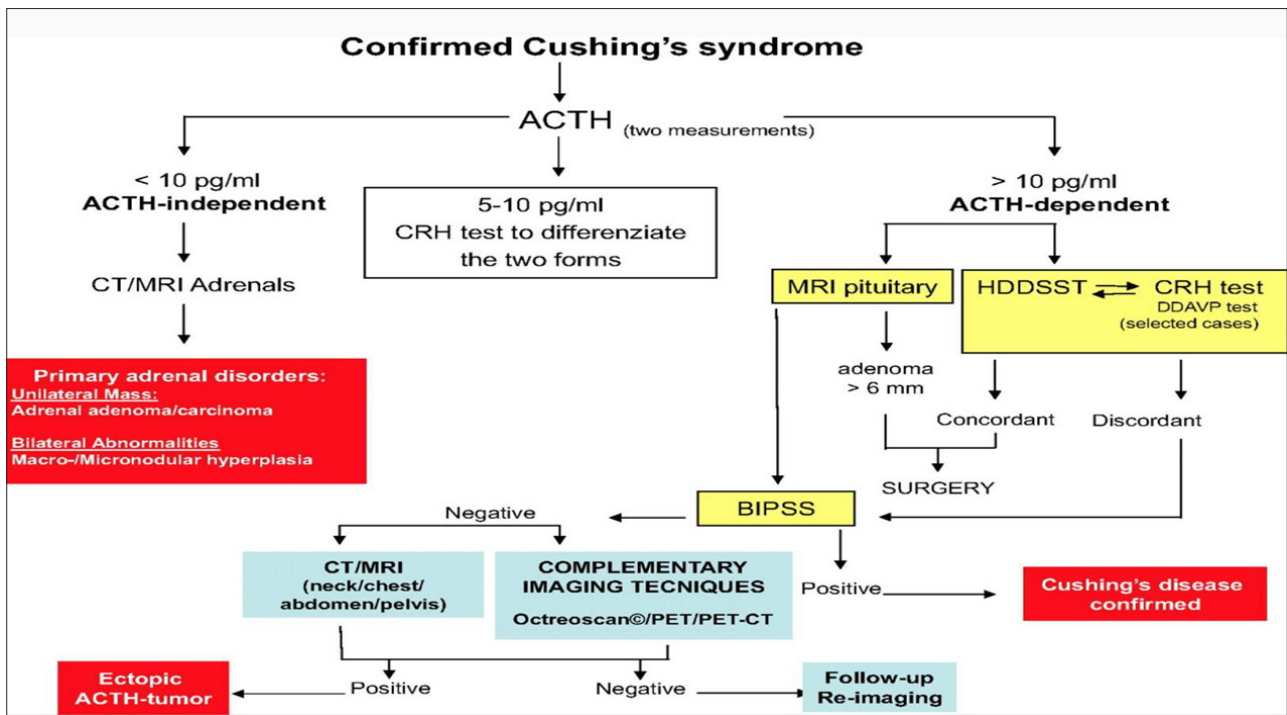 Confirmed Cushing's syndrome
ACTH (two measurements)
< 10 pg/ml
ACTH-independent
5-10 pg/ml
CRH test to differenziate
the two forms
> 10 pg/ml
ACTH-dependent
CT/MRI Adrenals
MRI pituitary
HDDSST
CRH test
DDAVP test
(selected cases)
Primary adrenal disorders:
Unilateral Mass:
Adrenal adenoma/carcinoma
Bilateral Abnormalities
Macro-/Micronodular hyperplasia
adenoma
> 6 mm
Concordant
Discordant
SURGERY
BIPSS
Negative
CT/MRI
(neck/chest/
abdomen/pelvis)
COMPLEMENTARY
IMAGING TECNIQUES
Octreoscan©/PET/PET-CT
Positive
Cushing's disease
confirmed
Ectopic
ACTH-tumor
Positive
Negative
Follow-up
Re-imaging